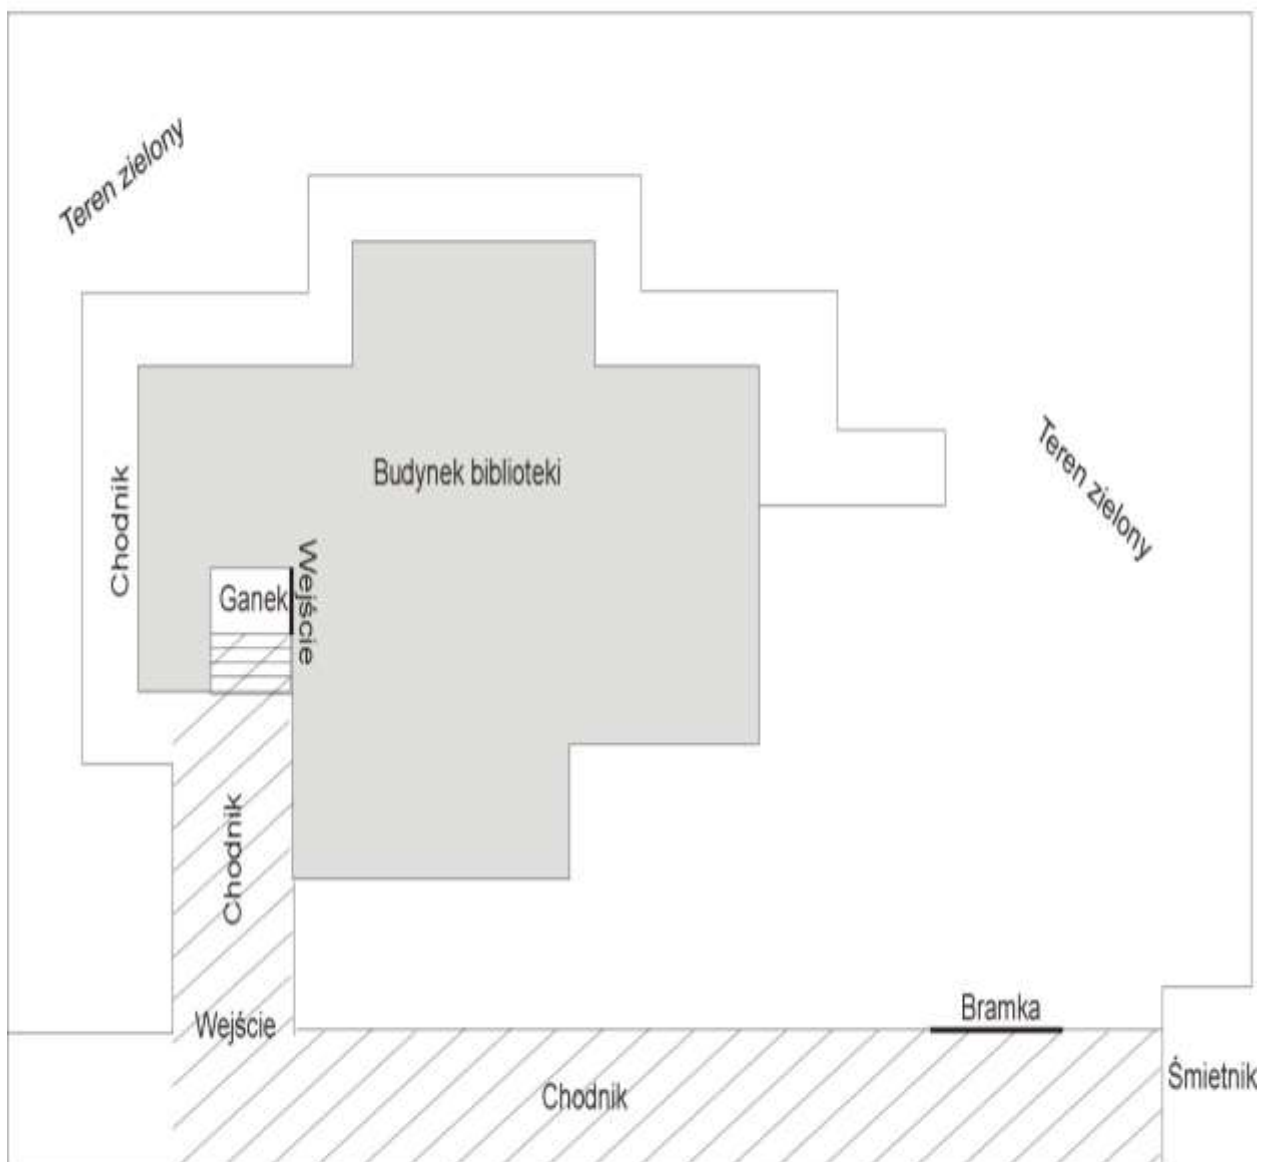 Teren zielony
Teren zielony
Budynek biblioteki
Chodnik
Ganek
Wejście
Chodnik
Wejście
Bramka
Chodnik
Śmietnik